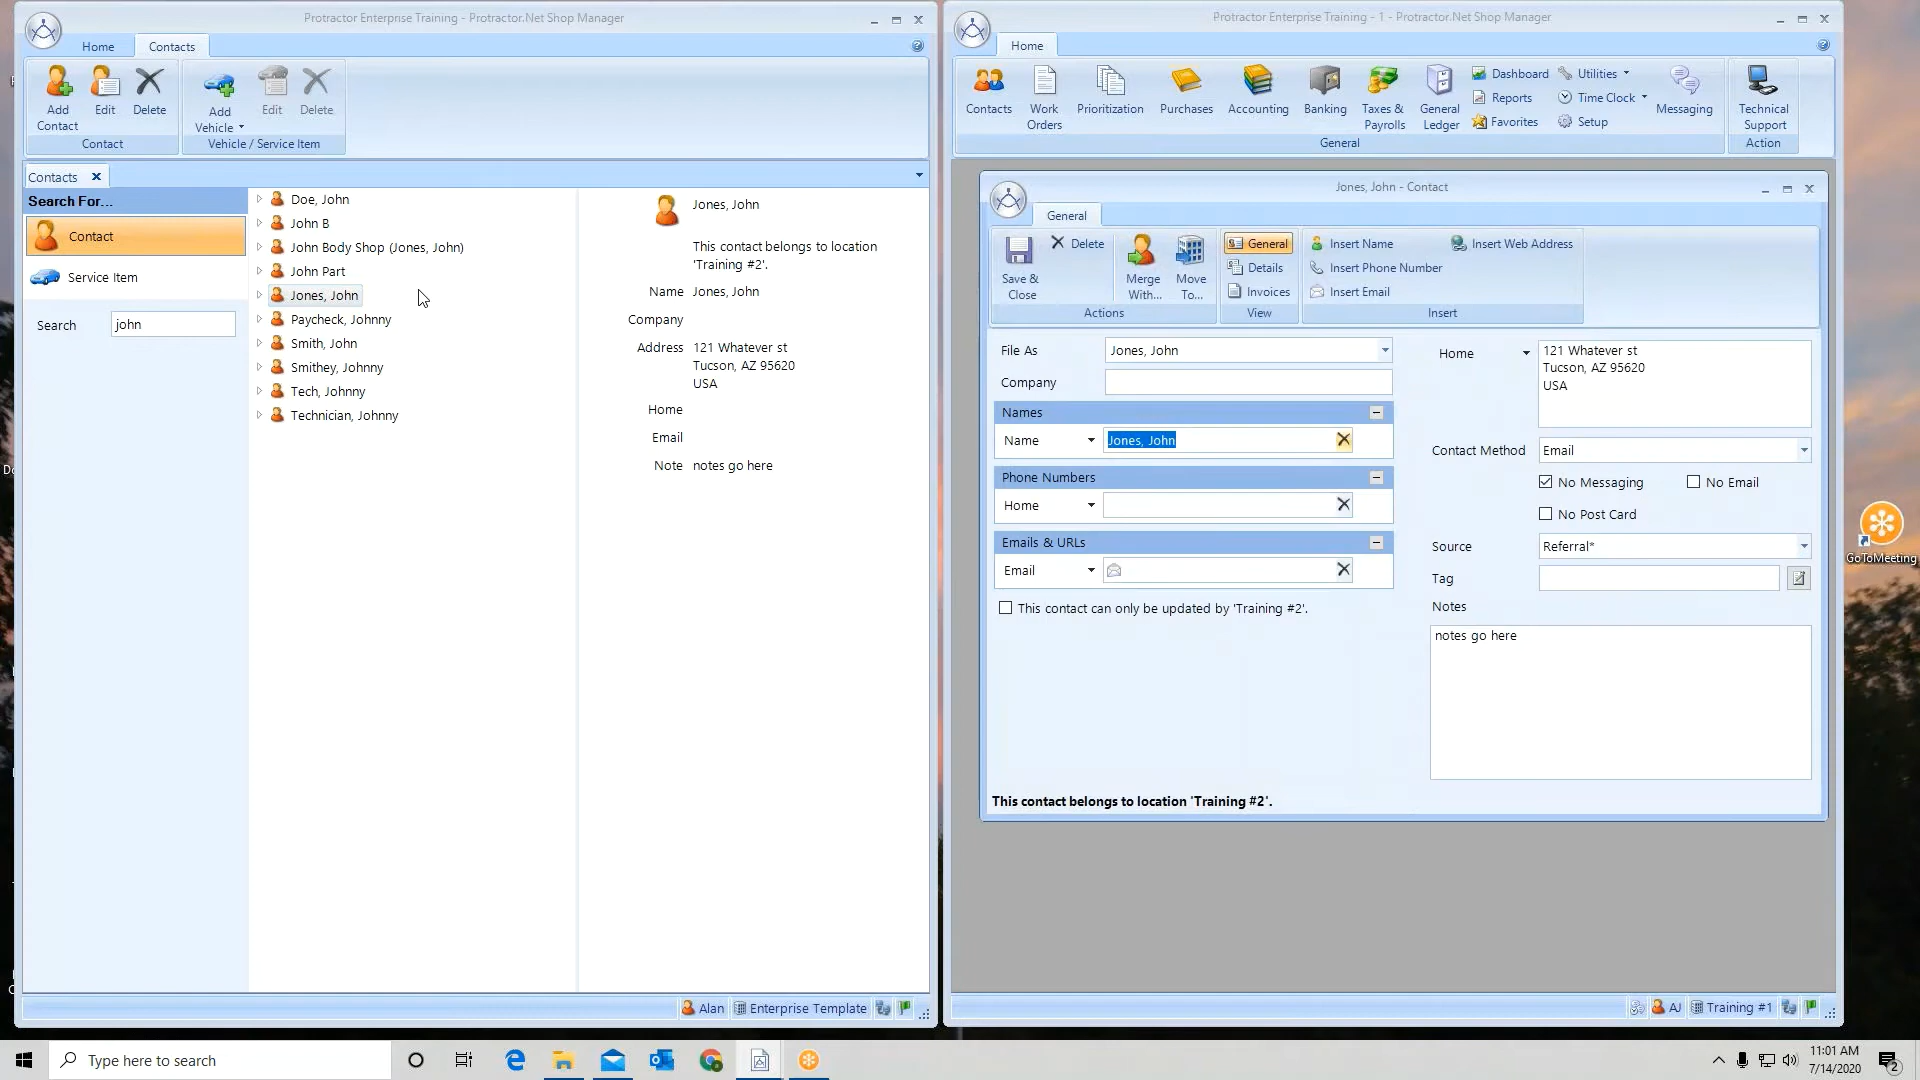 Protractor Enterprise Training - Protractor.Net Shop Manager
Home
Contacts
Add
Contact
Edit
Delete
Contact
Add
Vehicle
Edit
Delete
Vehicle / Service Item
Contacts
Search For...
Contact
Service Item
Search
john
Doe, John
John B
John Body Shop (Jones, John)
John Part
Jones, John
Paycheck, Johnny
Smith, John
Smithey, Johnny
Tech, Johnny
Technician, Johnny
Jones, John
This contact belongs to location
'Training #2'.
Name Jones, John
Company
Address 121 Whatever st
Tucson, AZ 95620
USA
Home
Email
Note notes go here
Alan
Enterprise Template
Protractor Enterprise Training - 1 - Protractor.Net Shop Manager
Home
Contacts
Work
Orders
Prioritization
Purchases
Accounting
Banking
Taxes &
Payrolls
General
Ledger
Dashboard
Reports
Favorites
Utilities
Time Clock
Setup
Messaging
General
Technical
Support
Action
Jones, John - Contact
General
Save &
Close
Delete
Merge
With...
Move
To...
Actions
General
Details
Invoices
View
Insert Name
Insert Phone Number
Insert Email
Insert Web Address
Insert
File As Jones, John
Company
Names
Name Jones, John
Phone Numbers
Home
Emails & URLs
Email
This contact can only be updated by 'Training #2'.
Home
121 Whatever st
Tucson, AZ 95620
USA
Contact Method Email
No Messaging
No Email
No Post Card
Source Referral*
Tag
Notes
notes go here
This contact belongs to location 'Training #2'.
AJ
Training #1
GoToMeeting
Type here to search
11:01 AM
7/14/2020
2